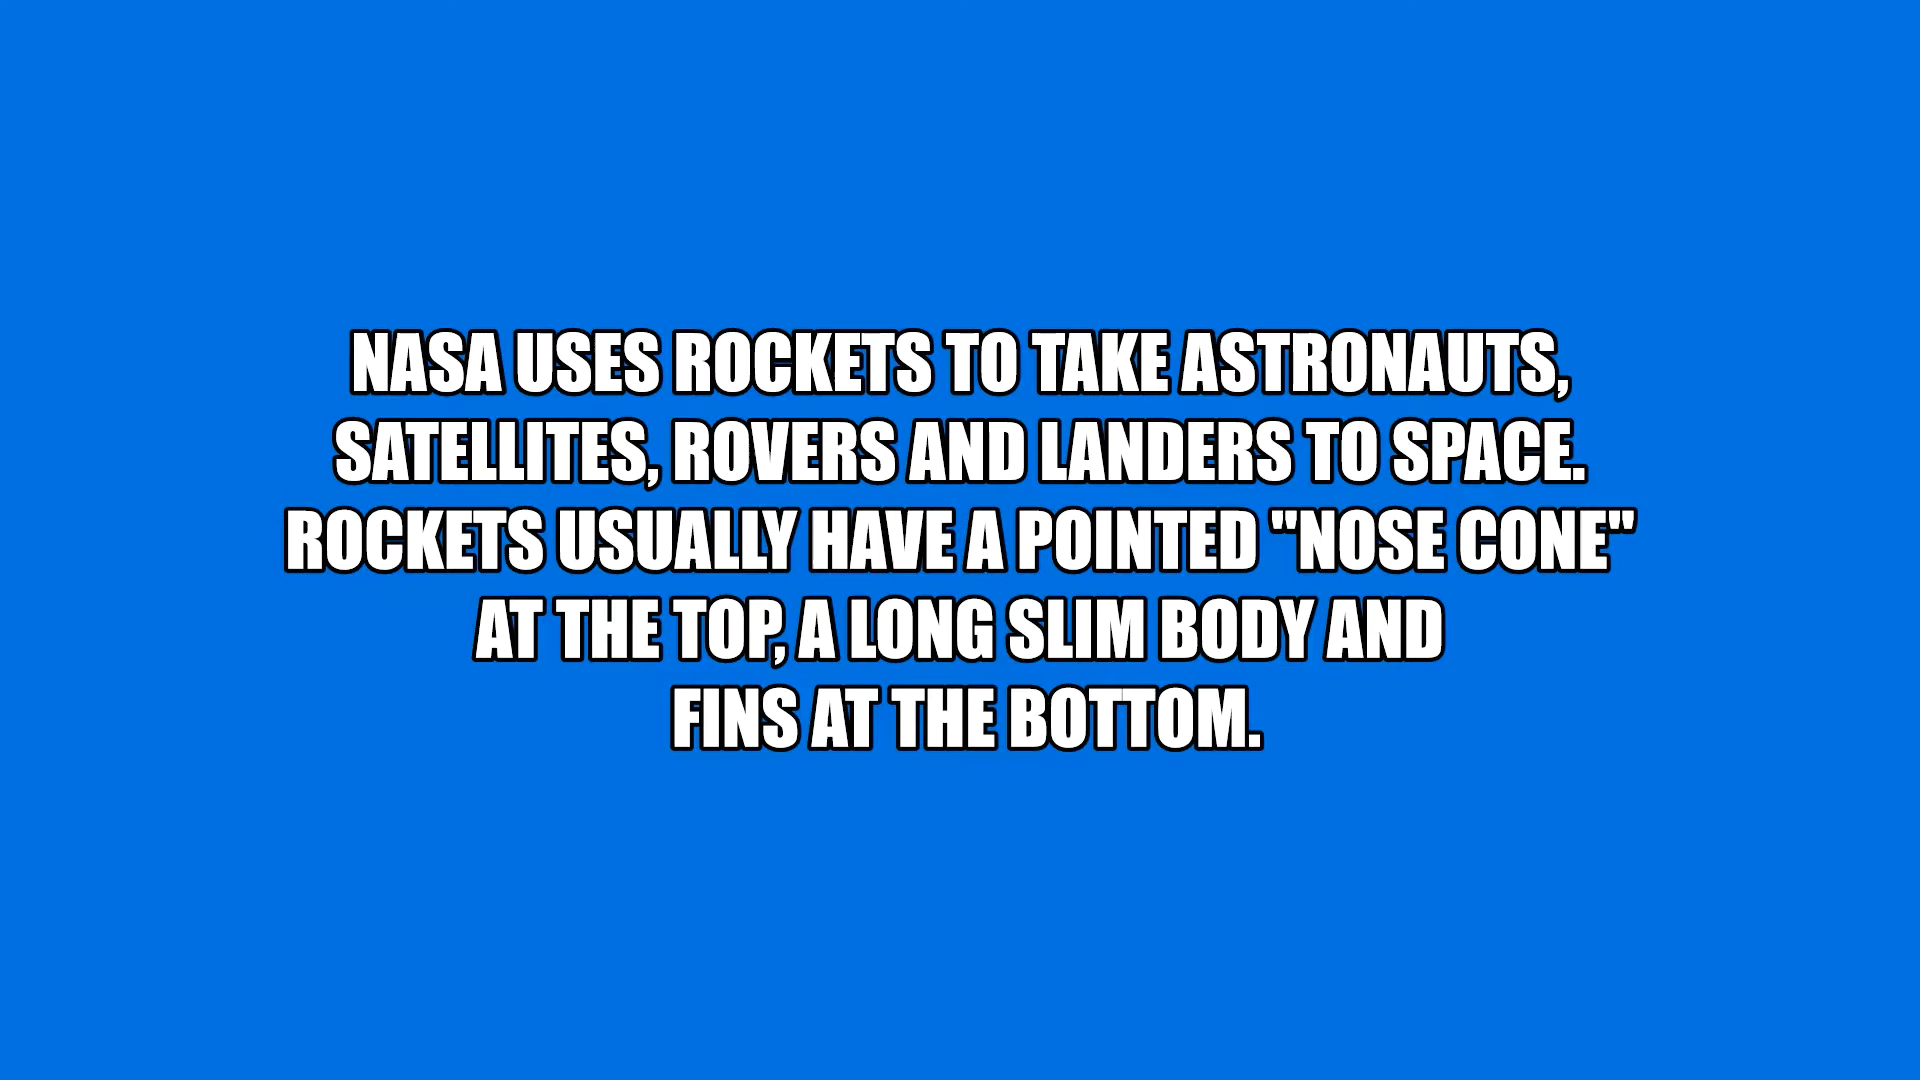 NASA USES ROCKETS TO TAKE ASTRONAUTS,
SATELLITES, ROVERS AND LANDERS TO SPACE.
ROCKETS USUALLY HAVE A POINTED "NOSE CONE"
AT THE TOP, A LONG SLIM BODY AND
FINS AT THE BOTTOM.